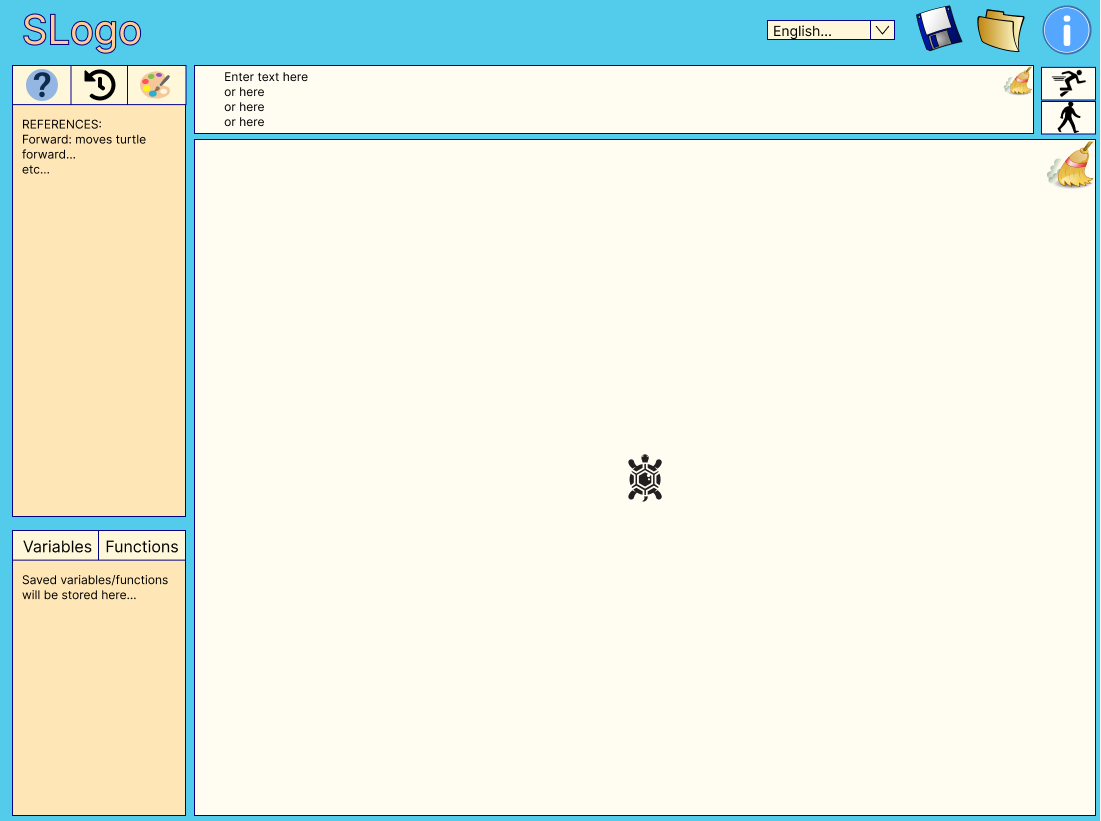 SLogo
English...
Enter text here
or here
or here
or here
REFERENCES:
Forward: moves turtle
forward...
etc...
Variables
Functions
Saved variables/functions
will be stored here...